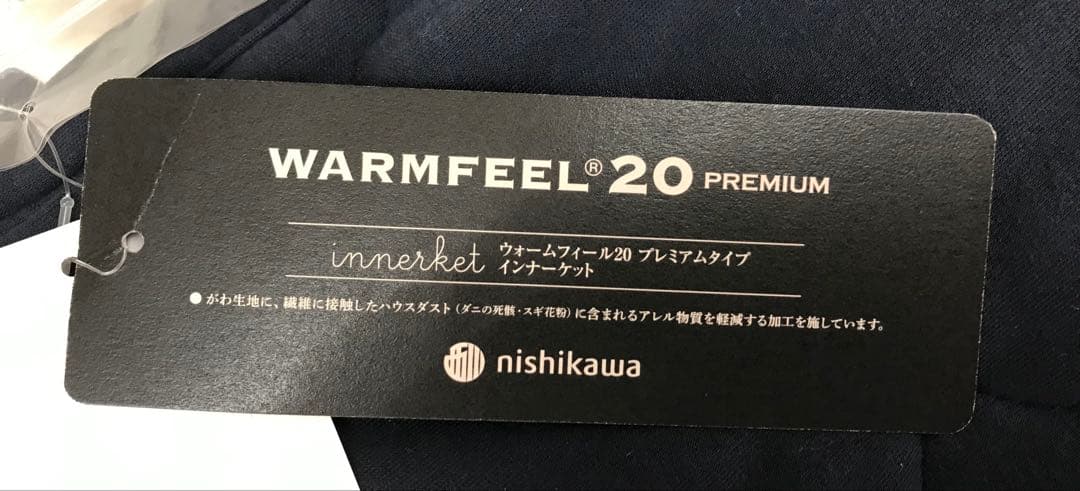 WARMFEEL® 20 PREMIUM
innerket
ウォームフィール20 プレミアムタイプ
インナーケット
●がわ生地に、繊維に接触したハウスダスト(ダニの死骸・スギ花粉)に含まれるアレル物質を軽減する加工を施しています。
nishikawa